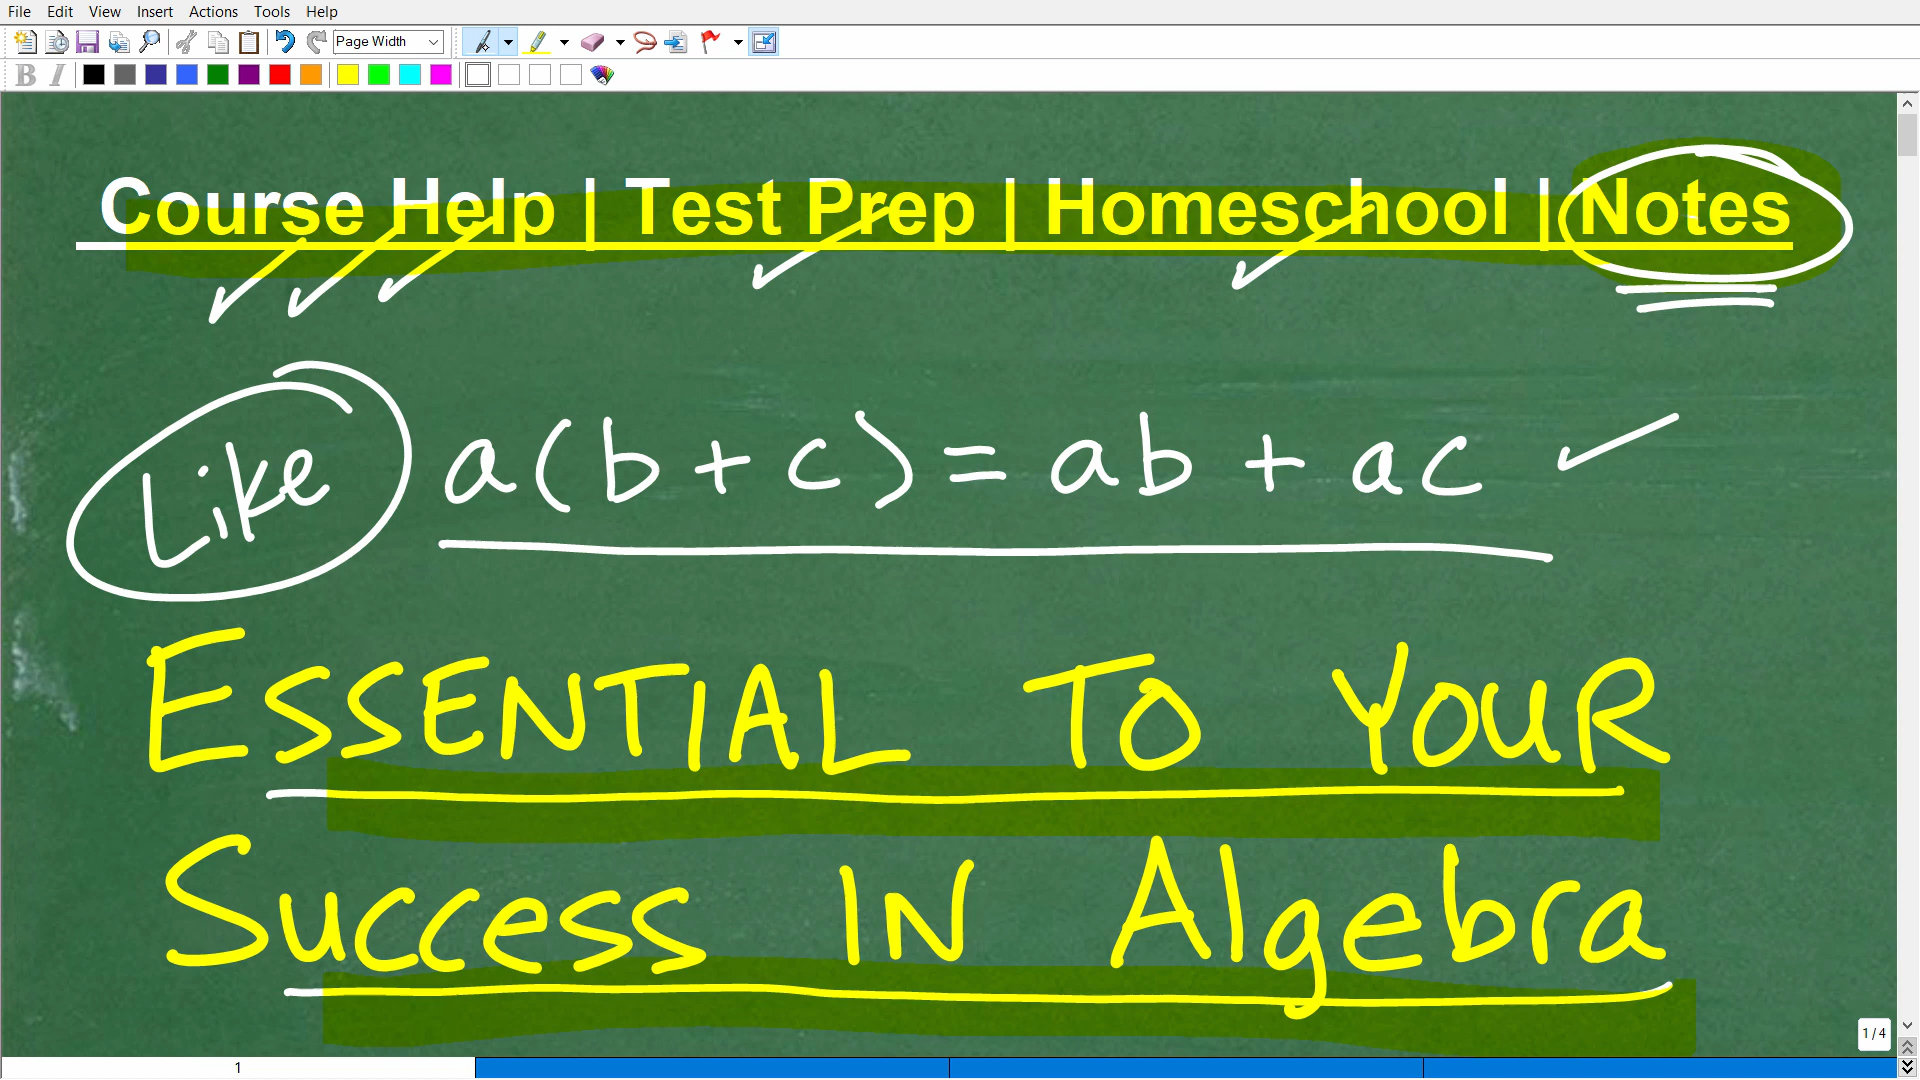 File Edit View Insert Actions Tools Help
Page Width
B I
Course Help | Test Prep | Homeschool | Notes
Like a(b+c) = ab + ac
ESSENTIAL TO YOUR
Success IN Algebra
1 / 4
1